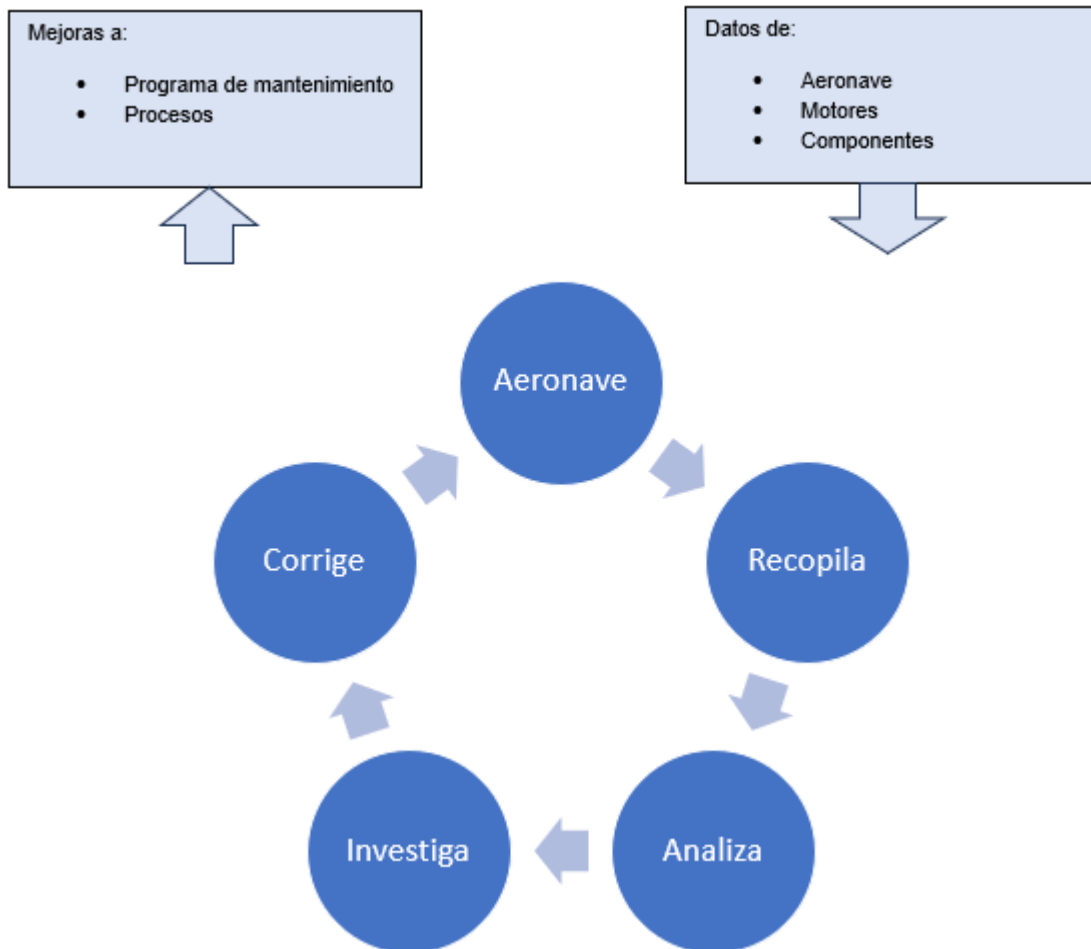 Mejoras a:
• Programa de mantenimiento
• Procesos
Datos de:
• Aeronave
• Motores
• Componentes
Aeronave
Recopila
Analiza
Investiga
Corrige